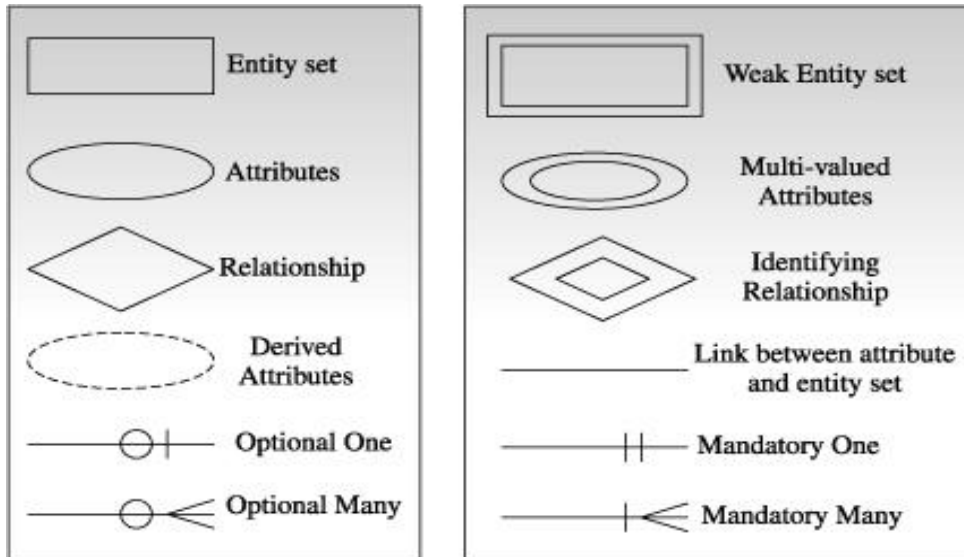 Entity set
Attributes
Relationship
Derived
Attributes
Optional One
Optional Many
Weak Entity set
Multi-valued
Attributes
Identifying
Relationship
Link between attribute
and entity set
Mandatory One
Mandatory Many